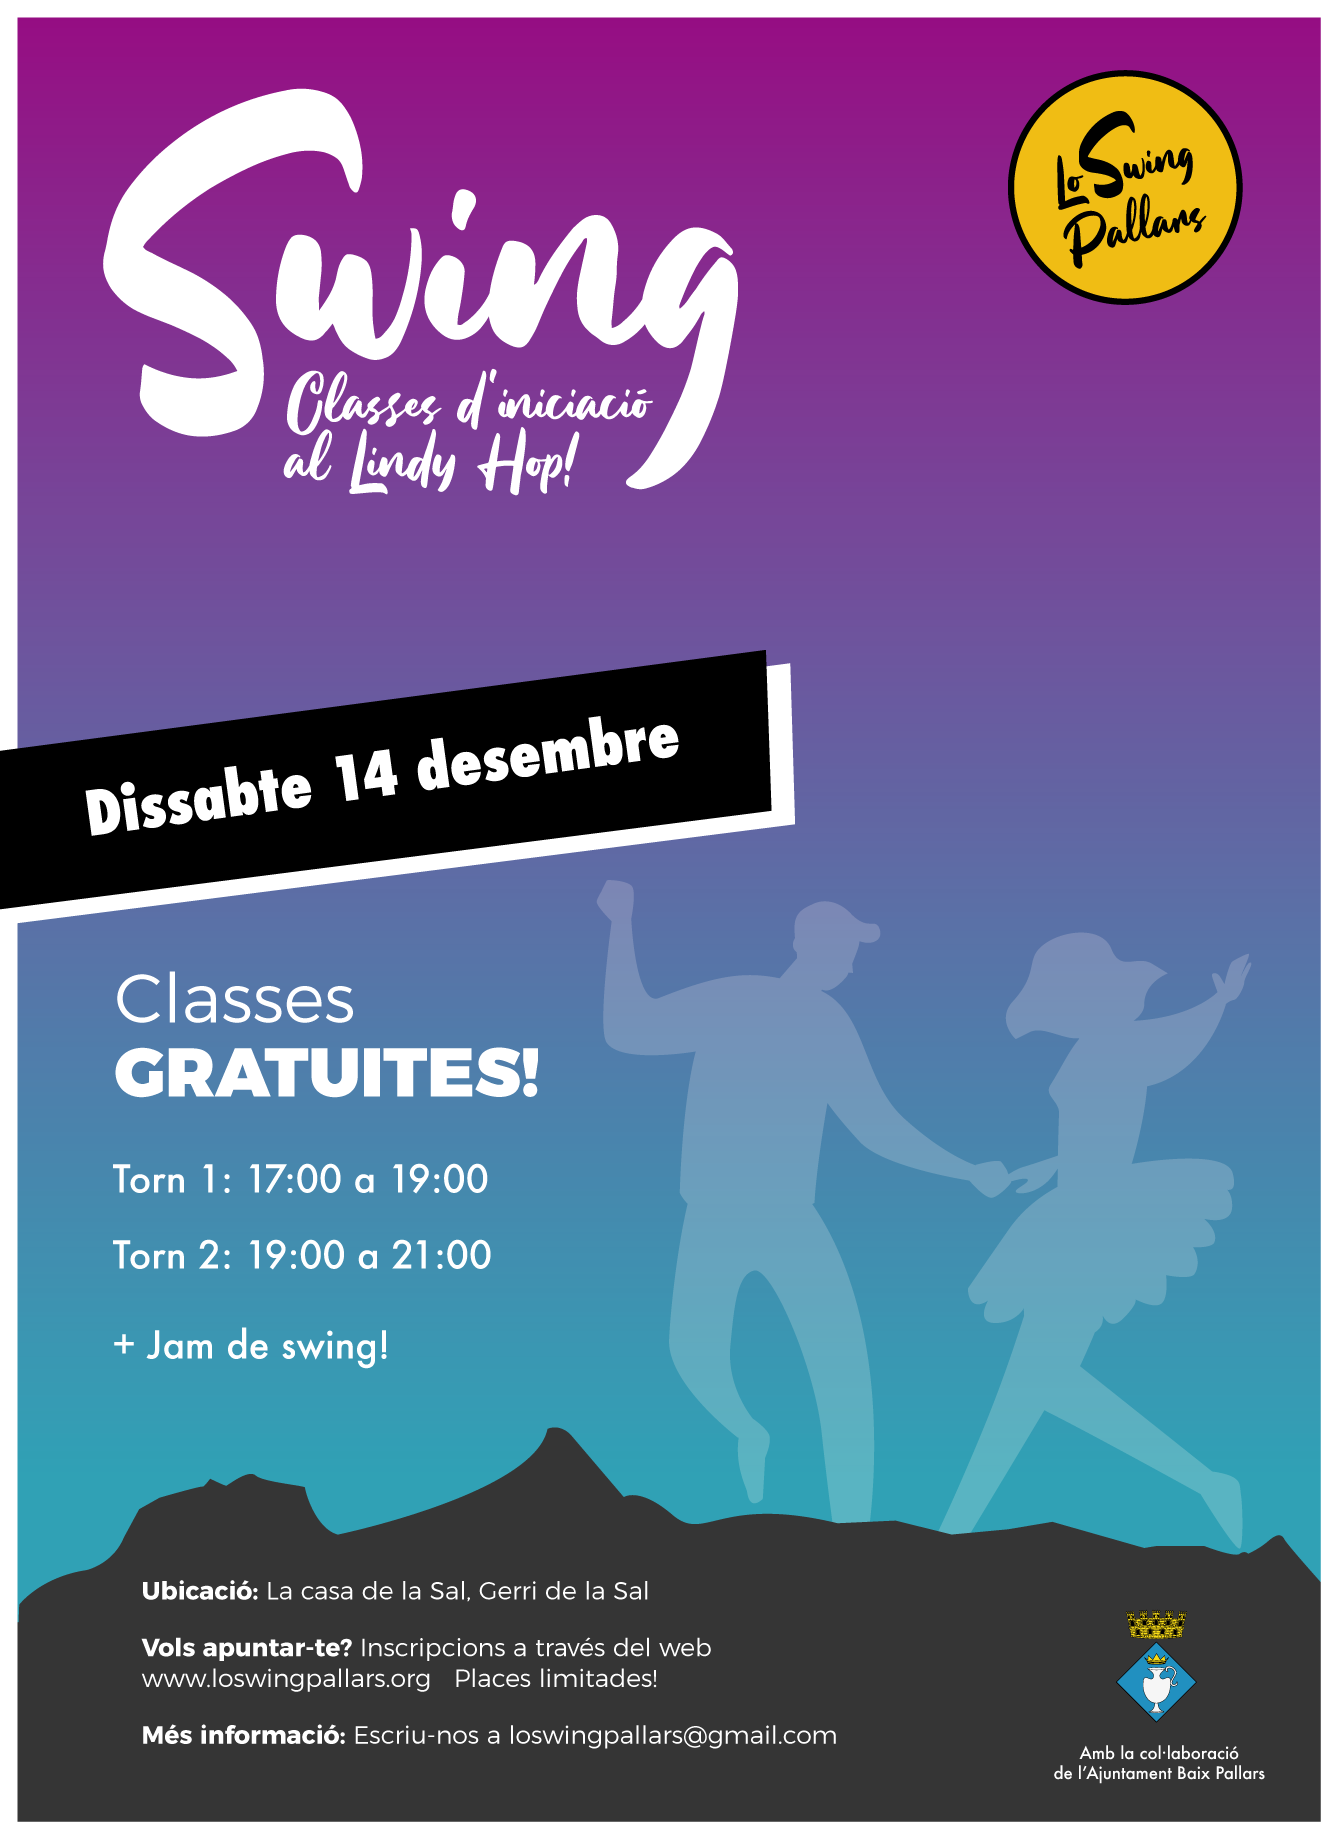 Swing
Classes d'iniciació
al Lindy Hop!
Lo Swing
Pallars
Dissabte 14 desembre
Classes
GRATUITES!
Torn 1: 17:00 a 19:00
Torn 2: 19:00 a 21:00
+ Jam de swing!
Ubicació: La casa de la Sal, Gerri de la Sal
Vols apuntar-te? Inscripcions a través del web
www.loswingpallars.org Places limitades!
Més informació: Escriu-nos a loswingpallars@gmail.com
Amb la col·laboració
de l'Ajuntament Baix Pallars